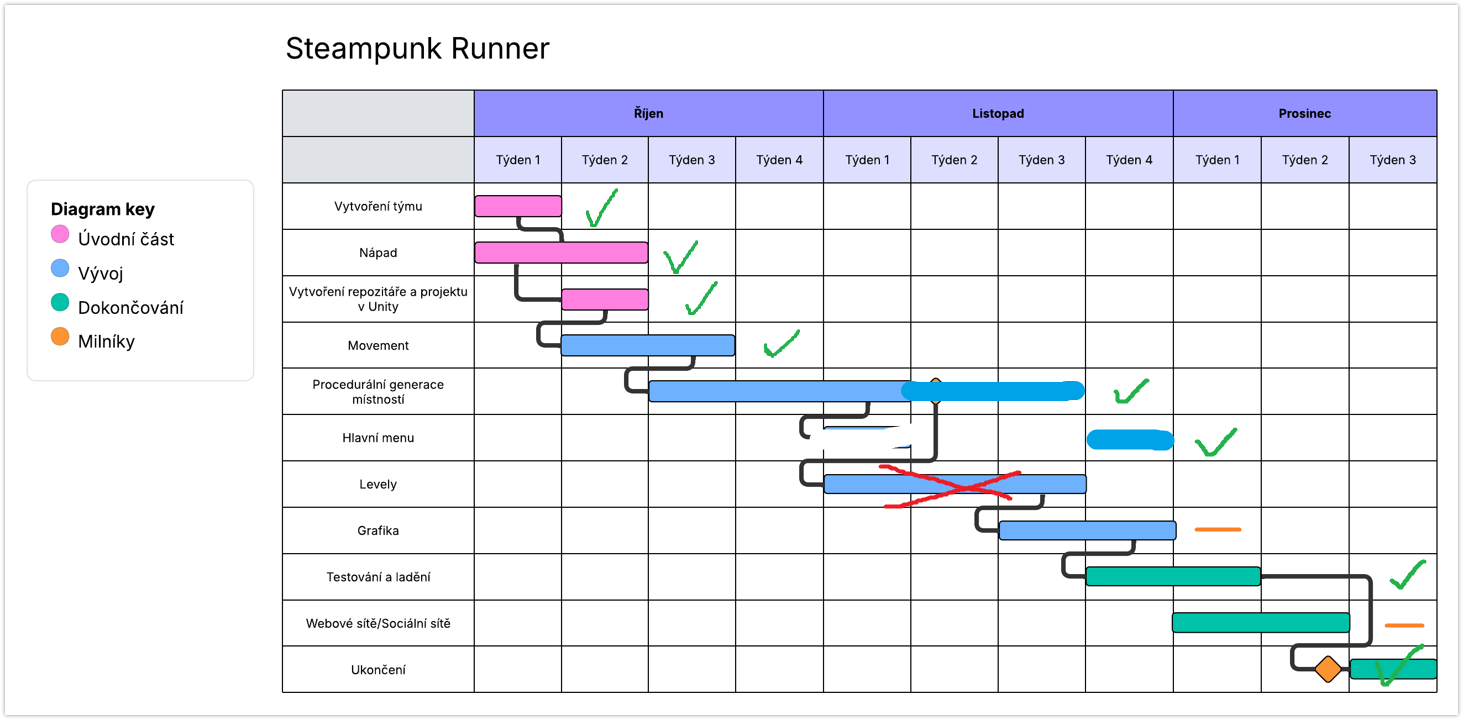 Steampunk Runner
Říjen
Listopad
Prosinec
Týden 1
Týden 2
Týden 3
Týden 4
Týden 1
Týden 2
Týden 3
Týden 4
Týden 1
Týden 2
Týden 3
Diagram key
Úvodní část
Vývoj
Dokončování
Milníky
Vytvoření týmu
Nápad
Vytvoření repozitáře a projektu
v Unity
Movement
Procedurální generace
místností
Hlavní menu
Levely
Grafika
Testování a ladění
Webové sítě/Sociální sítě
Ukončení